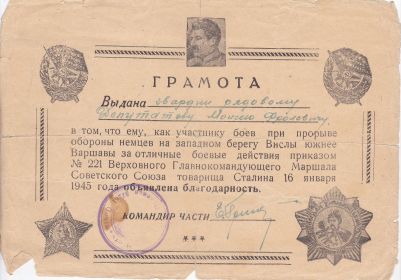 ГРАМОТА
Выдана гвардии рядовому
Депутатову Моисею Фроловичу
в том, что ему, как участнику боев при прорыве
обороны немцев на западном берегу Вислы южнее
Варшавы за отличные боевые действия приказом
№ 221 Верховного Главнокомандующего Маршала
Советского Союза товарища Сталина 16 января
1945 года объявлена благодарность.
КОМАНДИР ЧАСТИ